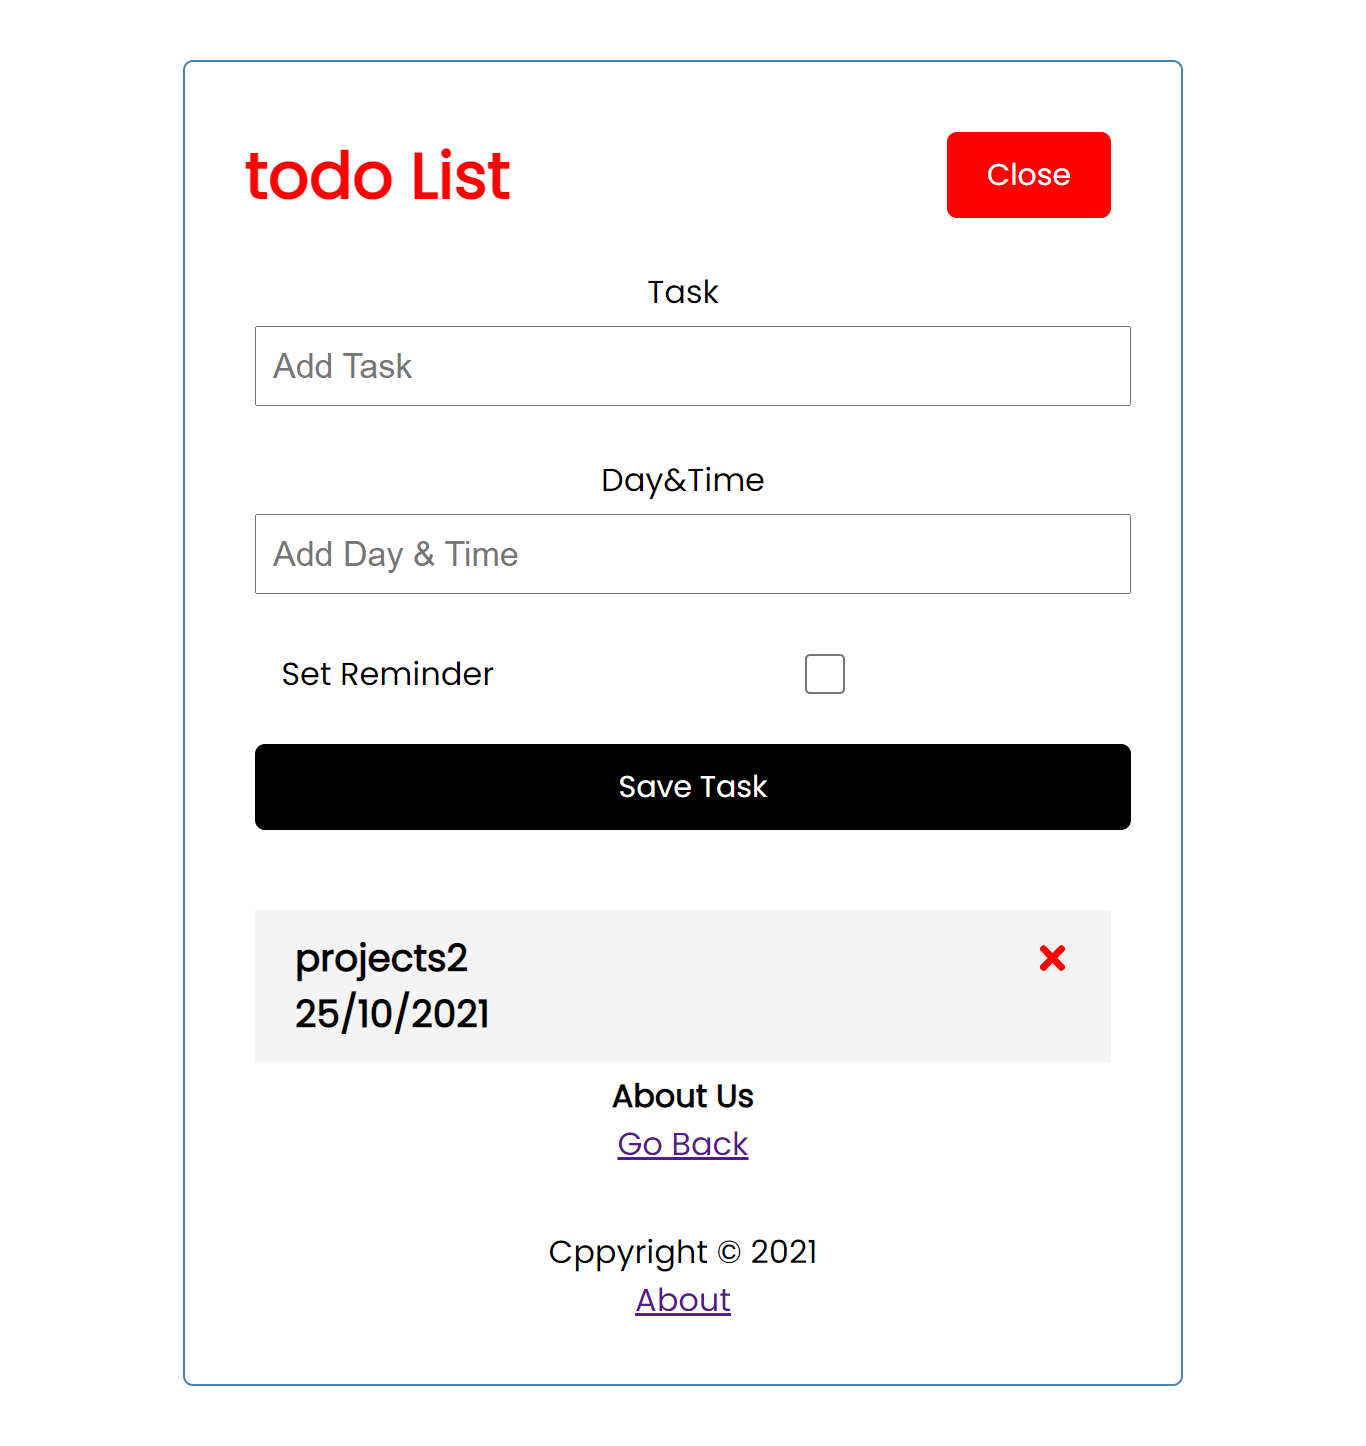 todo List
Close
Task
Add Task
Day&Time
Add Day & Time
Set Reminder
Save Task
projects2
25/10/2021
About Us
Go Back
Cppyright © 2021
About